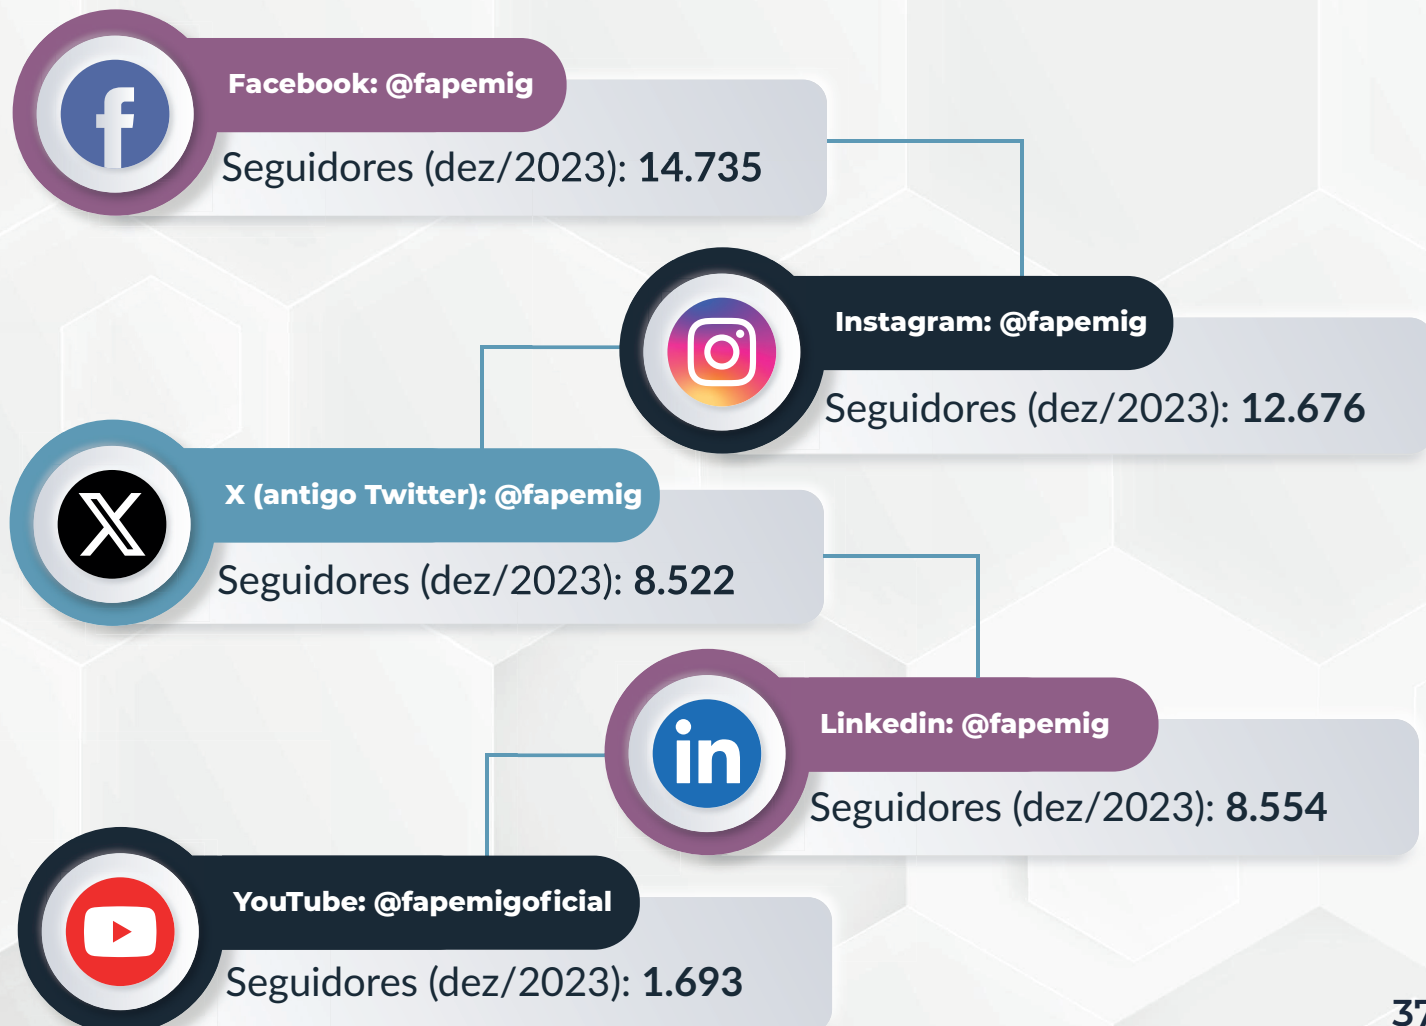 Facebook: @fapemig
Seguidores (dez/2023): 14.735
Instagram: @fapemig
Seguidores (dez/2023): 12.676
X (antigo Twitter): @fapemig
Seguidores (dez/2023): 8.522
Linkedin: @fapemig
Seguidores (dez/2023): 8.554
YouTube: @fapemigoficial
Seguidores (dez/2023): 1.693
37